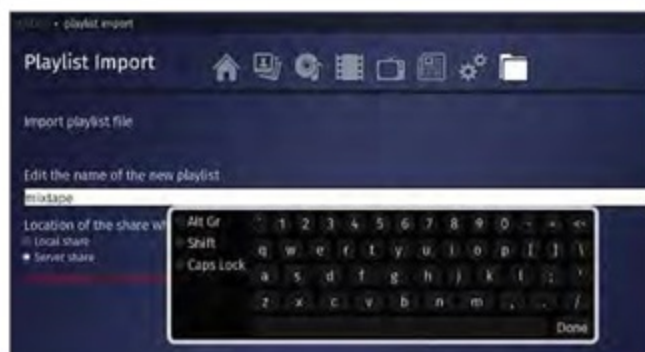 • playlist import
Playlist Import
Import playlist file
Edit the name of the new playlist
mixtape
Location of the share wh
Local share
Server share
Alt Gr
Shift
Caps Lock
` 1 2 3 4 5 6 7 8 9 0 - = <-
q w e r t y u i o p [ ] \
a s d f g h j k l ; '
z x c v b n m , . /
Done